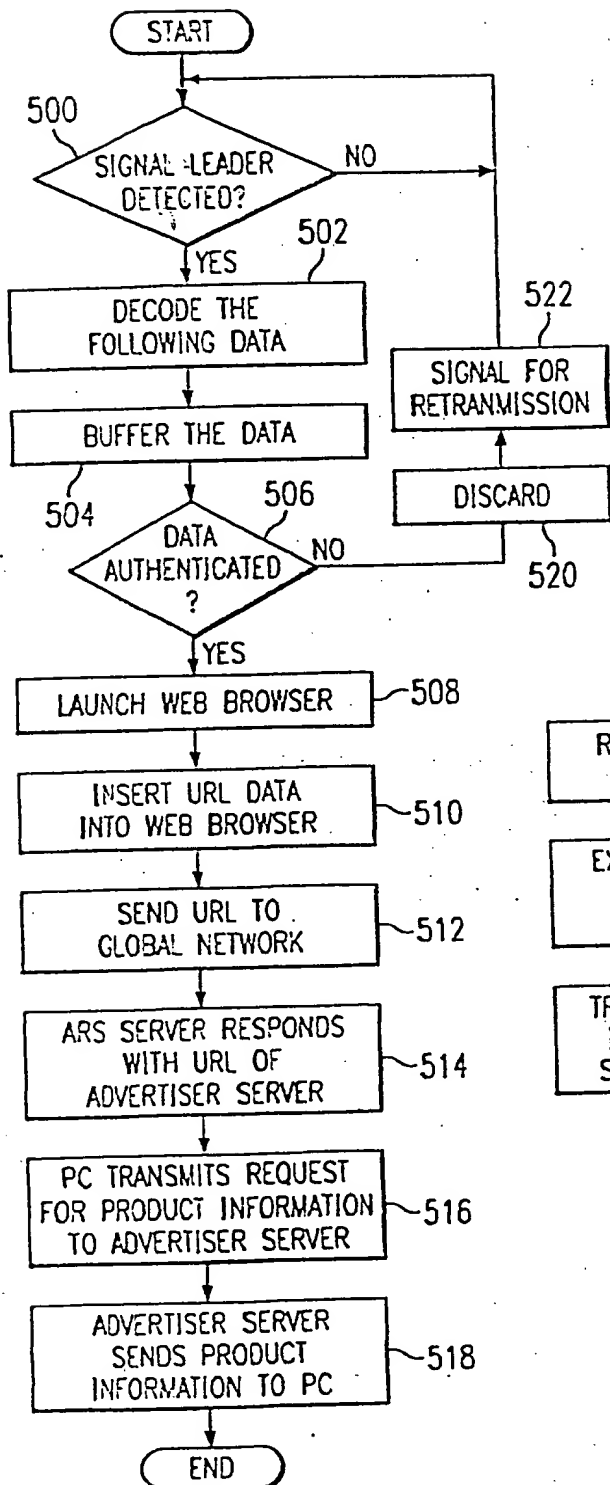 START
500
SIGNAL LEADER
DETECTED?
NO
YES
502
DECODE THE
FOLLOWING DATA
522
SIGNAL FOR
RETRANMISSION
BUFFER THE DATA
504
506
DISCARD
520
DATA
AUTHENTICATED
?
NO
YES
LAUNCH WEB BROWSER
508
INSERT URL DATA
INTO WEB BROWSER
510
SEND URL TO
GLOBAL NETWORK
512
ARS SERVER RESPONDS
WITH URL OF
ADVERTISER SERVER
514
PC TRANSMITS REQUEST
FOR PRODUCT INFORMATION
TO ADVERTISER SERVER
516
ADVERTISER SERVER
SENDS PRODUCT
INFORMATION TO PC
518
END